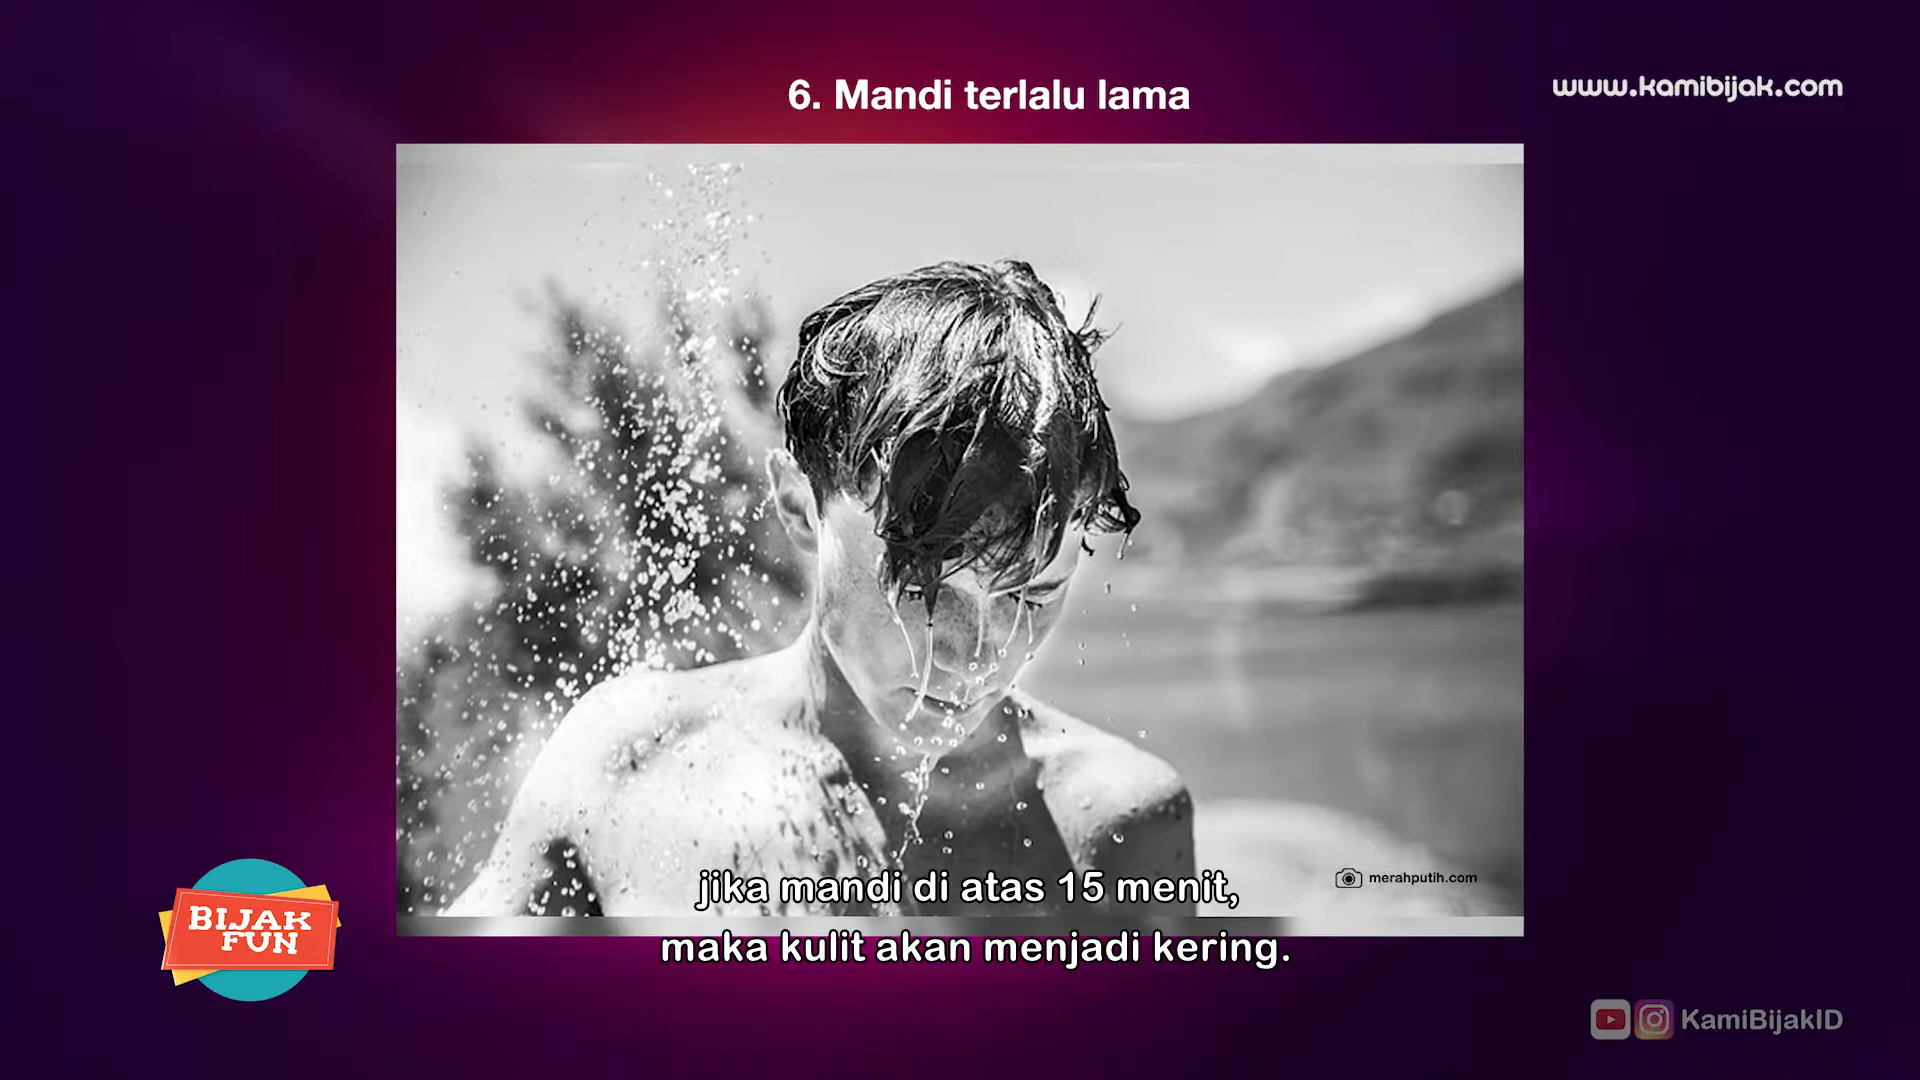 6. Mandi terlalu lama
www.kamibijak.com
merahputih.com
jika mandi di atas 15 menit,
maka kulit akan menjadi kering.
BIJAK
FUN
KamiBijakID